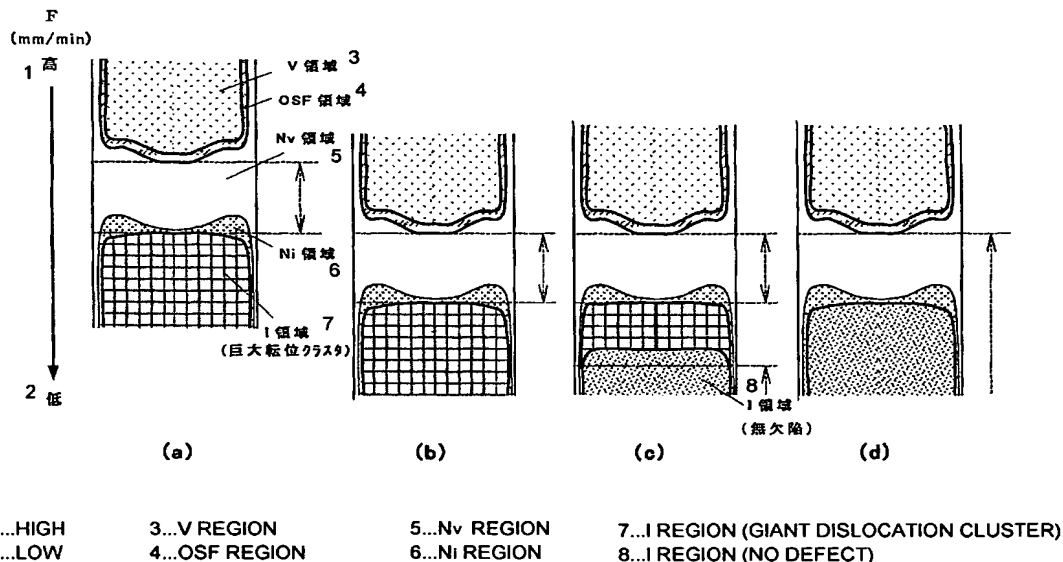 F
(mm/min)
1 高
V 領域 3
OSF 領域 4
Nv 領域 5
Ni 領域 6
I 領域 7
(巨大転位クラスタ)
2 低
8
I 領域
(無欠陥)
(a) (b) (c) (d)
...HIGH 3...V REGION 5...Nv REGION 7...I REGION (GIANT DISLOCATION CLUSTER)
...LOW 4...OSF REGION 6...Ni REGION 8...I REGION (NO DEFECT)